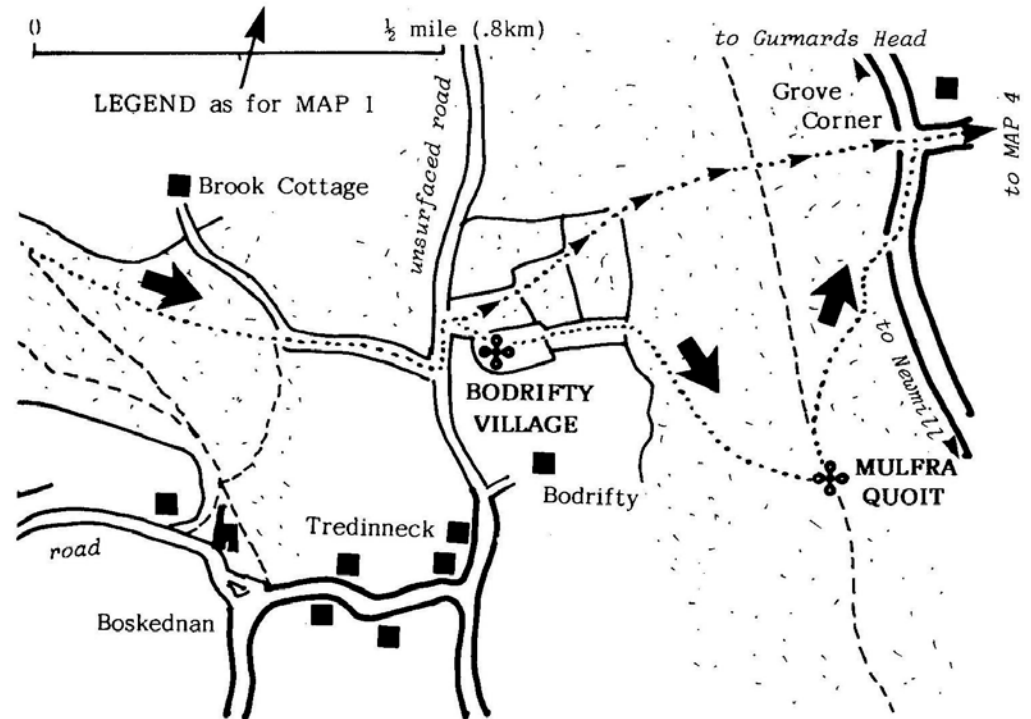 0
½ mile (.8km)
to Gurnards Head
LEGEND as for MAP 1
Grove
Corner
to MAP 4
Brook Cottage
unsurfaced road
to Newmill
BODRIFTY
VILLAGE
MULFRA
QUOIT
Bodrifty
Tredinneck
road
Boskednan